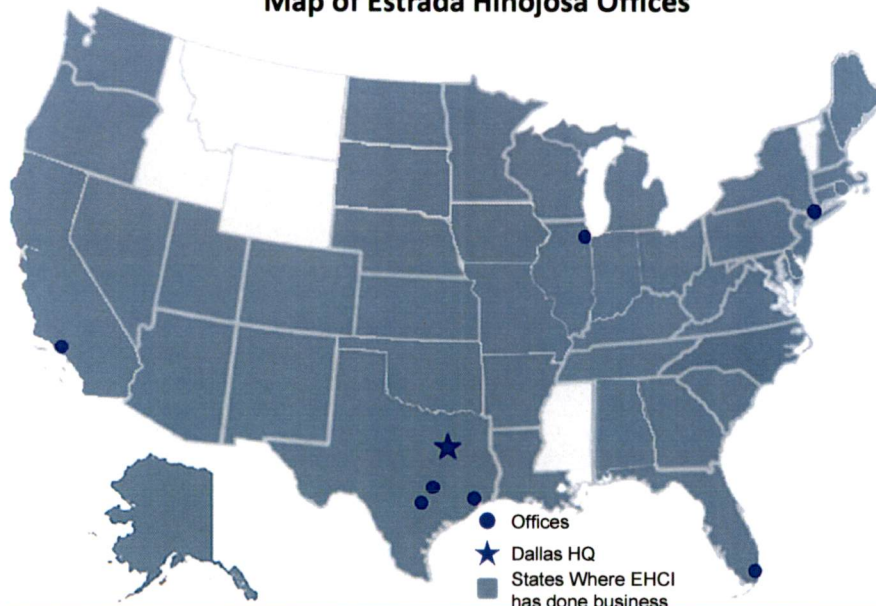 Map of Estrada Hinojosa Offices
Offices
Dallas HQ
States Where EHCI
has done business